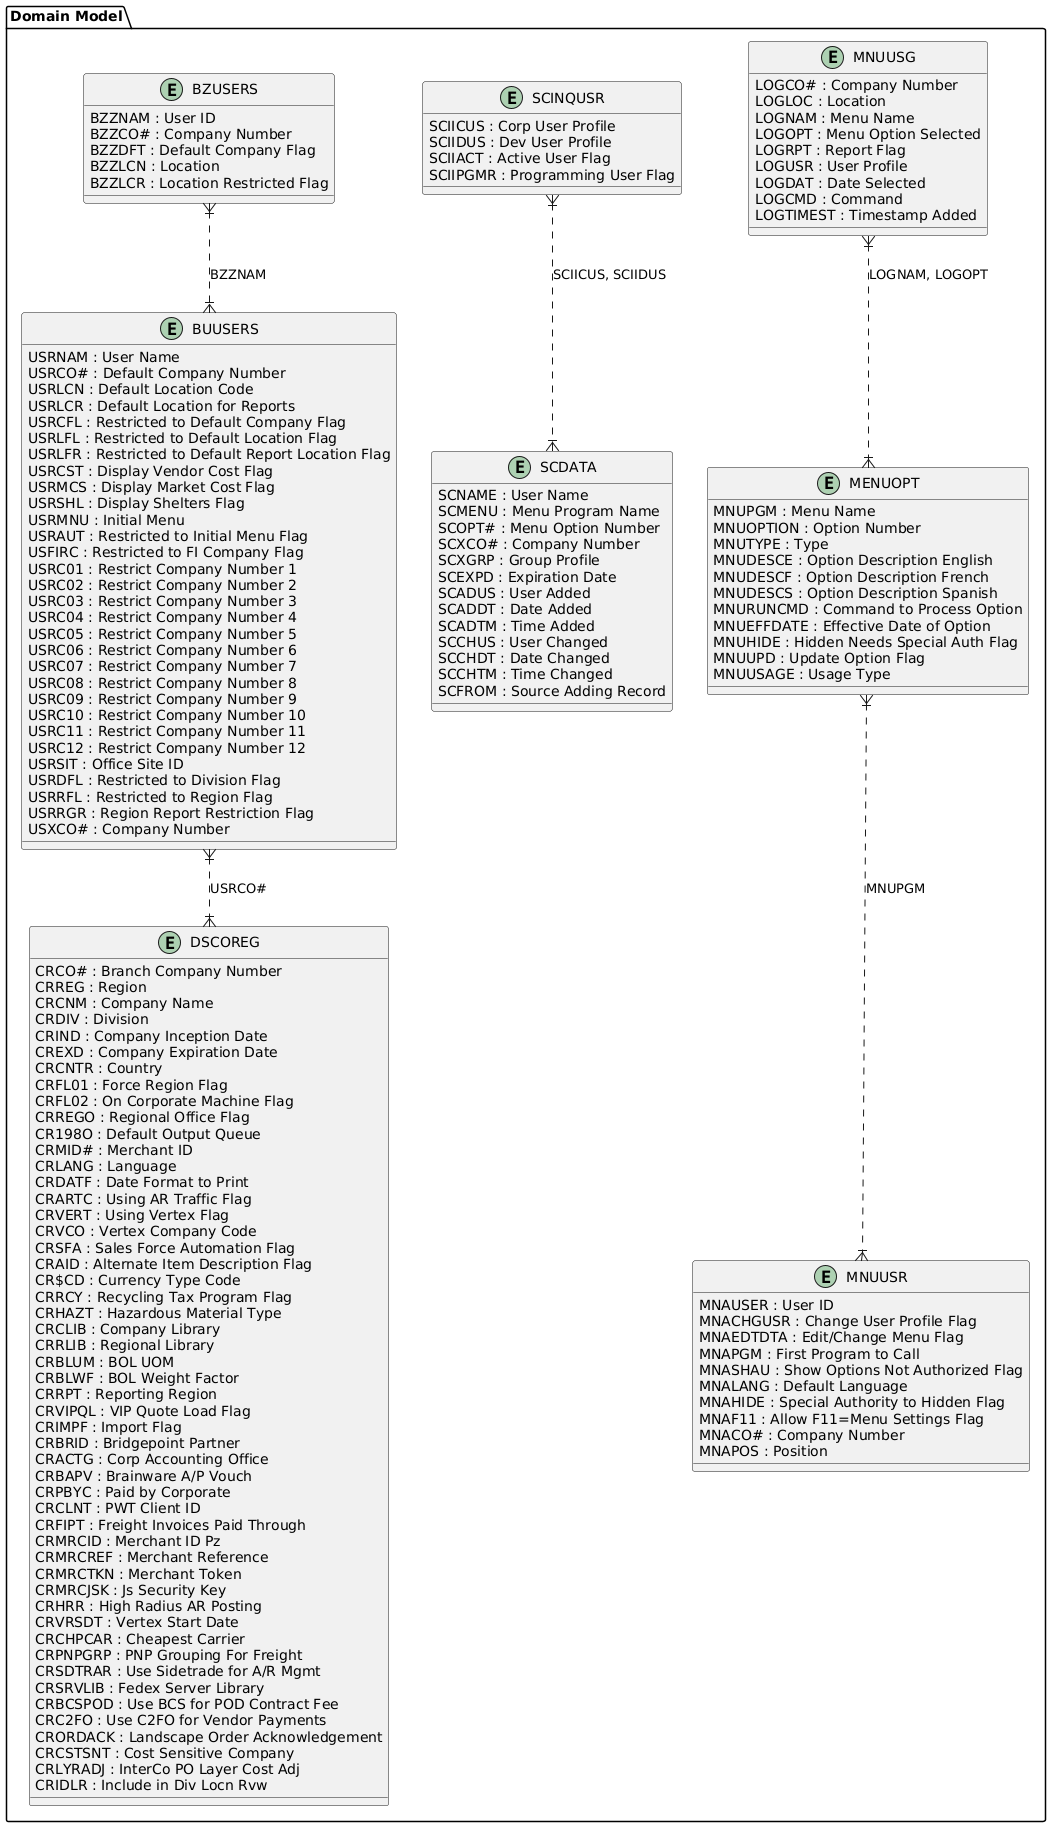 Domain Model
E BZUSERS
BZZNAM : User ID
BZZCO# : Company Number
BZZDFT : Default Company Flag
BZZLCN : Location
BZZLCR : Location Restricted Flag
E SCINQUSR
SCIICUS : Corp User Profile
SCIIDUS : Dev User Profile
SCIIACT : Active User Flag
SCIIPGMR : Programming User Flag
E MNUUSG
LOGCO# : Company Number
LOGLOC : Location
LOGNAM : Menu Name
LOGOPT : Menu Option Selected
LOGRPT : Report Flag
LOGUSR : User Profile
LOGDAT : Date Selected
LOGCMD : Command
LOGTIMEST : Timestamp Added
BZZNAM
SCIICUS, SCIIDUS
LOGNAM, LOGOPT
E BUUSERS
USRNAM : User Name
USRCO# : Default Company Number
USRLCN : Default Location Code
USRLCR : Default Location for Reports
USRCFL : Restricted to Default Company Flag
USRLFL : Restricted to Default Location Flag
USRLFR : Restricted to Default Report Location Flag
USRCST : Display Vendor Cost Flag
USRMCS : Display Market Cost Flag
USRSHL : Display Shelters Flag
USRMNU : Initial Menu
USRAUT : Restricted to Initial Menu Flag
USFIRC : Restricted to FI Company Flag
USRC01 : Restrict Company Number 1
USRC02 : Restrict Company Number 2
USRC03 : Restrict Company Number 3
USRC04 : Restrict Company Number 4
USRC05 : Restrict Company Number 5
USRC06 : Restrict Company Number 6
USRC07 : Restrict Company Number 7
USRC08 : Restrict Company Number 8
USRC09 : Restrict Company Number 9
USRC10 : Restrict Company Number 10
USRC11 : Restrict Company Number 11
USRC12 : Restrict Company Number 12
USRSIT : Office Site ID
USRDFL : Restricted to Division Flag
USRRFL : Restricted to Region Flag
USRRGR : Region Report Restriction Flag
USXCO# : Company Number
E SCDATA
SCNAME : User Name
SCMENU : Menu Program Name
SCOPT# : Menu Option Number
SCXCO# : Company Number
SCXGRP : Group Profile
SCEXPD : Expiration Date
SCADUS : User Added
SCADDT : Date Added
SCADTM : Time Added
SCCHUS : User Changed
SCCHDT : Date Changed
SCCHTM : Time Changed
SCFROM : Source Adding Record
E MENUOPT
MNUPGM : Menu Name
MNUOPTION : Option Number
MNUTYPE : Type
MNUDESCE : Option Description English
MNUDESCF : Option Description French
MNUDESCS : Option Description Spanish
MNURUNCMD : Command to Process Option
MNUEFFDATE : Effective Date of Option
MNUHIDE : Hidden Needs Special Auth Flag
MNUUPD : Update Option Flag
MNUUSAGE : Usage Type
USRCO#
MNUPGM
E DSCOREG
CRCO# : Branch Company Number
CRREG : Region
CRCNM : Company Name
CRDIV : Division
CRIND : Company Inception Date
CREXD : Company Expiration Date
CRCNTR : Country
CRFL01 : Force Region Flag
CRFL02 : On Corporate Machine Flag
CRREGO : Regional Office Flag
CR198O : Default Output Queue
CRMID# : Merchant ID
CRLANG : Language
CRDATF : Date Format to Print
CRARTC : Using AR Traffic Flag
CRVERT : Using Vertex Flag
CRVCO : Vertex Company Code
CRSFA : Sales Force Automation Flag
CRAID : Alternate Item Description Flag
CR$CD : Currency Type Code
CRRCY : Recycling Tax Program Flag
CRHAZT : Hazardous Material Type
CRCLIB : Company Library
CRRLIB : Regional Library
CRBLUM : BOL UOM
CRBLWF : BOL Weight Factor
CRRPT : Reporting Region
CRVIPQL : VIP Quote Load Flag
CRIMPF : Import Flag
CRBRID : Bridgepoint Partner
CRACTG : Corp Accounting Office
CRBAPV : Brainware A/P Vouch
CRPBYC : Paid by Corporate
CRCLNT : PWT Client ID
CRFIPT : Freight Invoices Paid Through
CRMRCID : Merchant ID Pz
CRMRCREF : Merchant Reference
CRMRCTKN : Merchant Token
CRMRCJSK : Js Security Key
CRHRR : High Radius AR Posting
CRVRSDT : Vertex Start Date
CRCHPCAR : Cheapest Carrier
CRPNPGRP : PNP Grouping For Freight
CRSDTRAR : Use Sidetrade for A/R Mgmt
CRSRVLIB : Fedex Server Library
CRBCSPOD : Use BCS for POD Contract Fee
CRC2FO : Use C2FO for Vendor Payments
CRORDACK : Landscape Order Acknowledgement
CRCSTSNT : Cost Sensitive Company
CRLYRADJ : InterCo PO Layer Cost Adj
CRIDLR : Include in Div Locn Rvw
E MNUUSR
MNAUSER : User ID
MNACHGUSR : Change User Profile Flag
MNAEDTDTA : Edit/Change Menu Flag
MNAPGM : First Program to Call
MNASHAU : Show Options Not Authorized Flag
MNALANG : Default Language
MNAHIDE : Special Authority to Hidden Flag
MNAF11 : Allow F11=Menu Settings Flag
MNACO# : Company Number
MNAPOS : Position